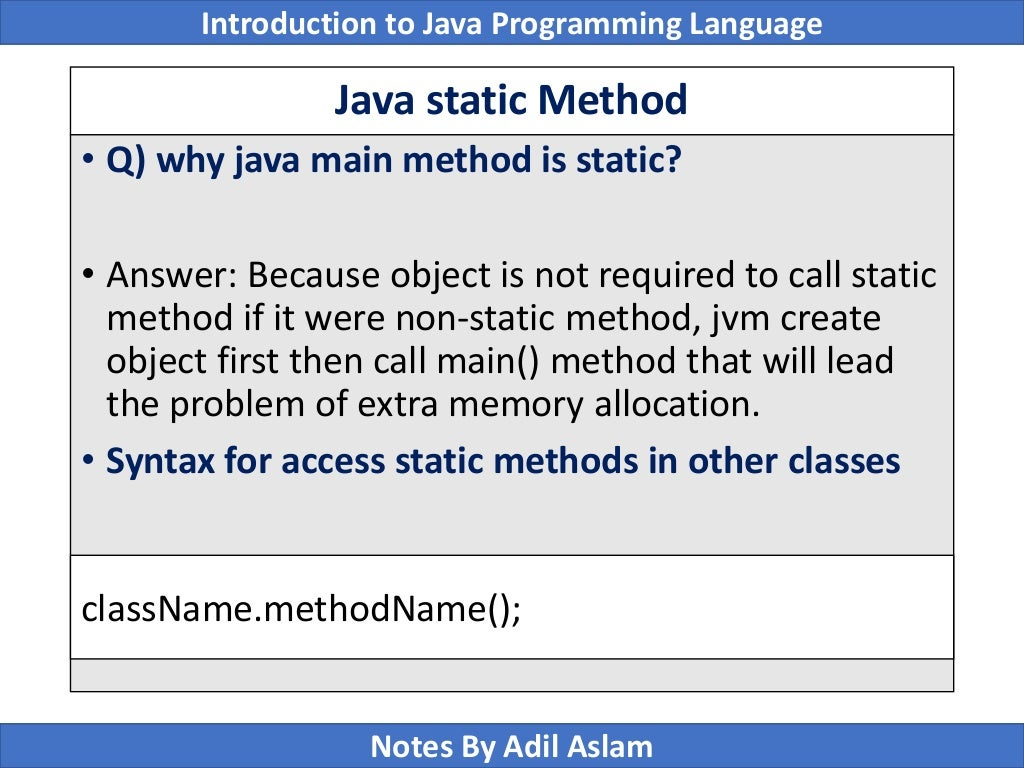 Introduction to Java Programming Language
Java static Method
• Q) why java main method is static?
• Answer: Because object is not required to call static
method if it were non-static method, jvm create
object first then call main() method that will lead
the problem of extra memory allocation.
• Syntax for access static methods in other classes
className.methodName();
Notes By Adil Aslam